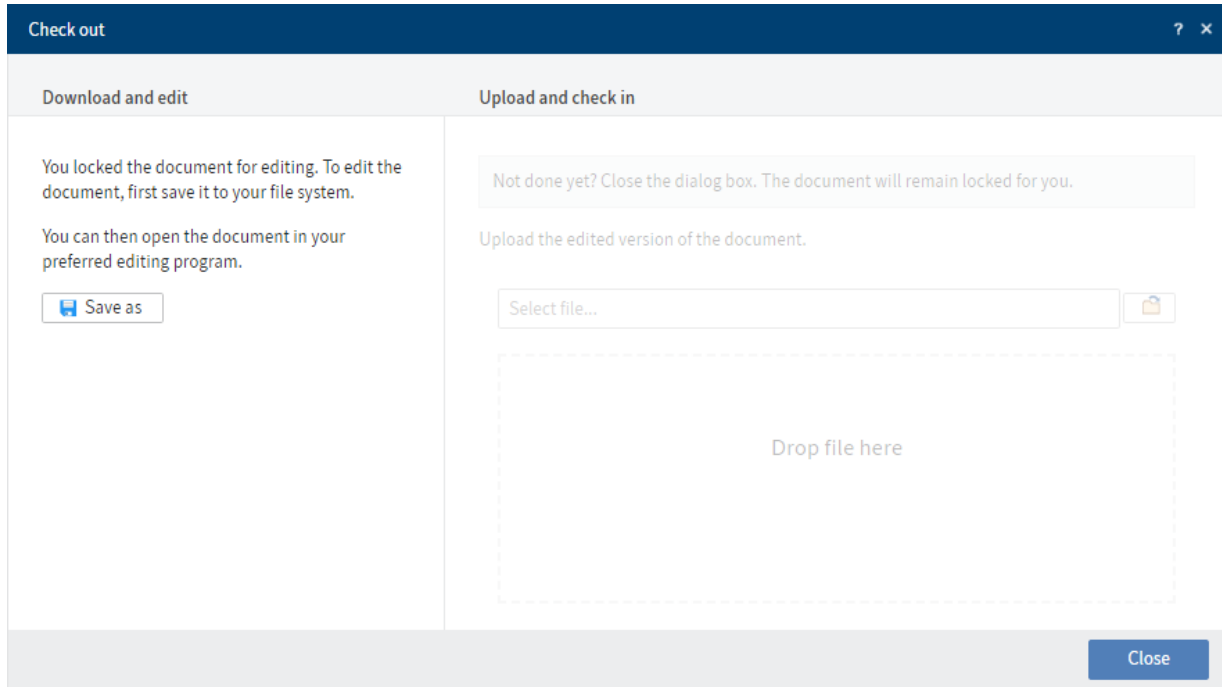 Check out
? ×
Download and edit
Upload and check in
You locked the document for editing. To edit the
document, first save it to your file system.
You can then open the document in your
preferred editing program.
Save as
Not done yet? Close the dialog box. The document will remain locked for you.
Upload the edited version of the document.
Select file...
Drop file here
Close